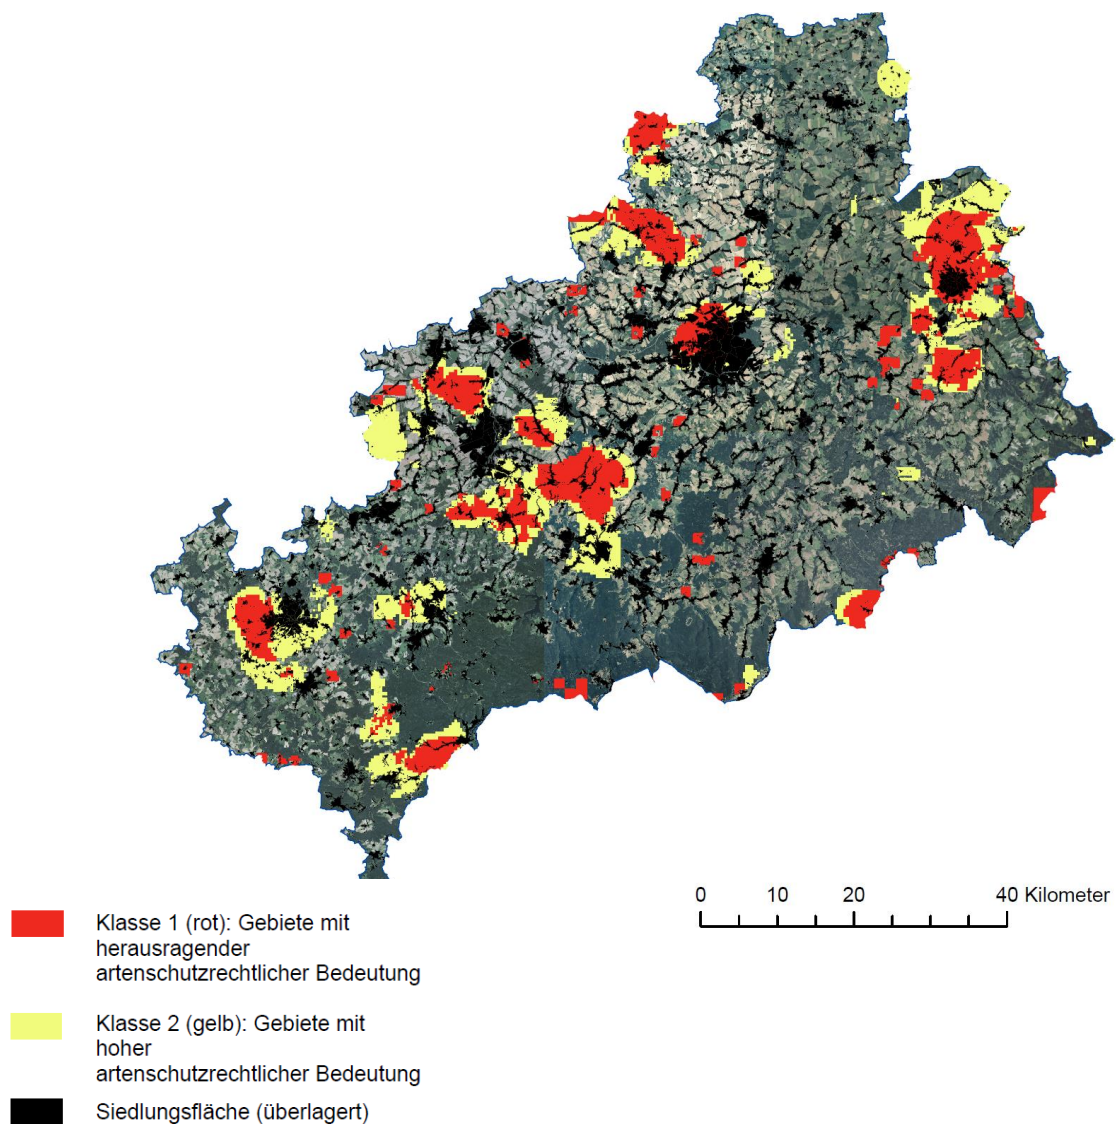 0 10 20 40 Kilometer
Klasse 1 (rot): Gebiete mit
herausragender
artenschutzrechtlicher Bedeutung
Klasse 2 (gelb): Gebiete mit
hoher
artenschutzrechtlicher Bedeutung
Siedlungsfläche (überlagert)